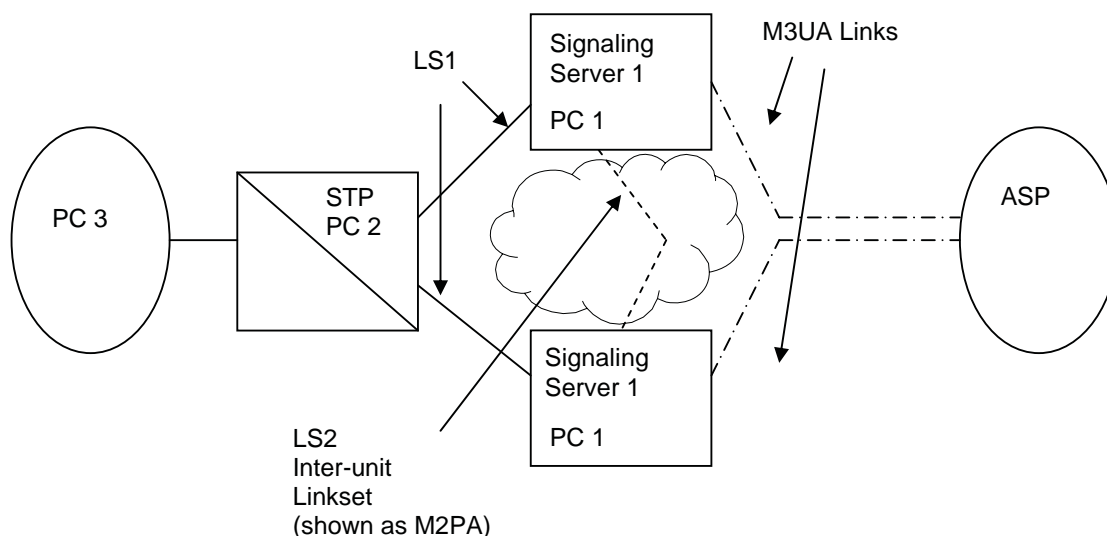 M3UA Links
LS1
Signaling
Server 1
PC 1
PC 3
STP
PC 2
ASP
Signaling
Server 1
PC 1
LS2
Inter-unit
Linkset
(shown as M2PA)